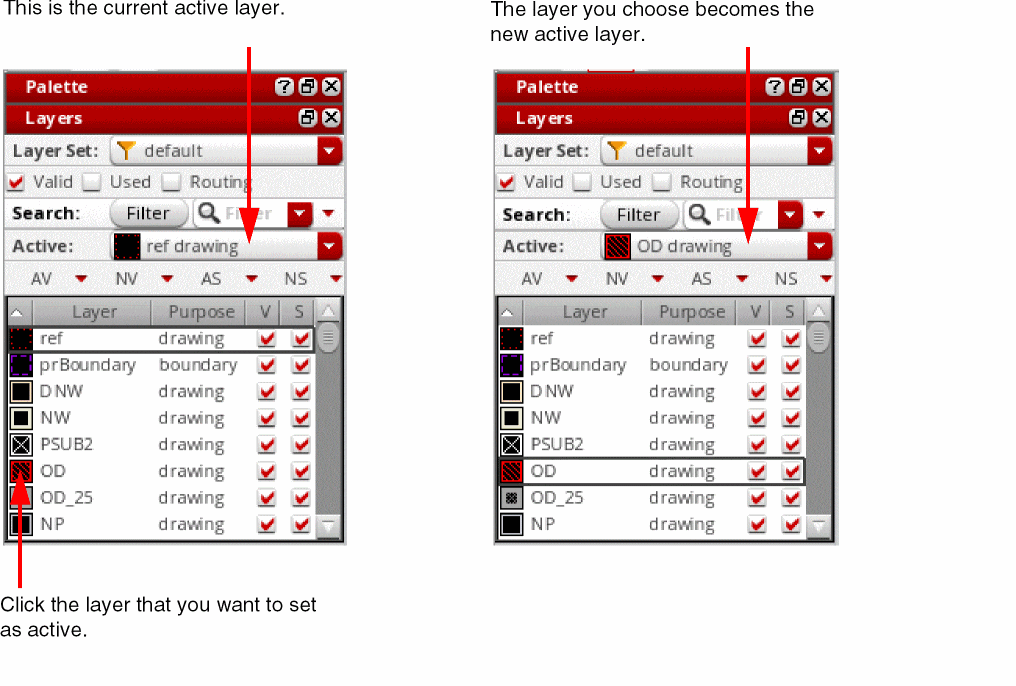 This is the current active layer.
The layer you choose becomes the
new active layer.
Palette
Layers
Layer Set: default
Valid Used Routing
Search: Filter Filter
Active: ref drawing
AV NV AS NS
Layer Purpose V S
ref drawing
prBoundary boundary
DNW drawing
NW drawing
PSUB2 drawing
OD drawing
OD_25 drawing
NP drawing
Palette
Layers
Layer Set: default
Valid Used Routing
Search: Filter Filter
Active: OD drawing
AV NV AS NS
Layer Purpose V S
ref drawing
prBoundary boundary
DNW drawing
NW drawing
PSUB2 drawing
OD drawing
OD_25 drawing
NP drawing
Click the layer that you want to set
as active.